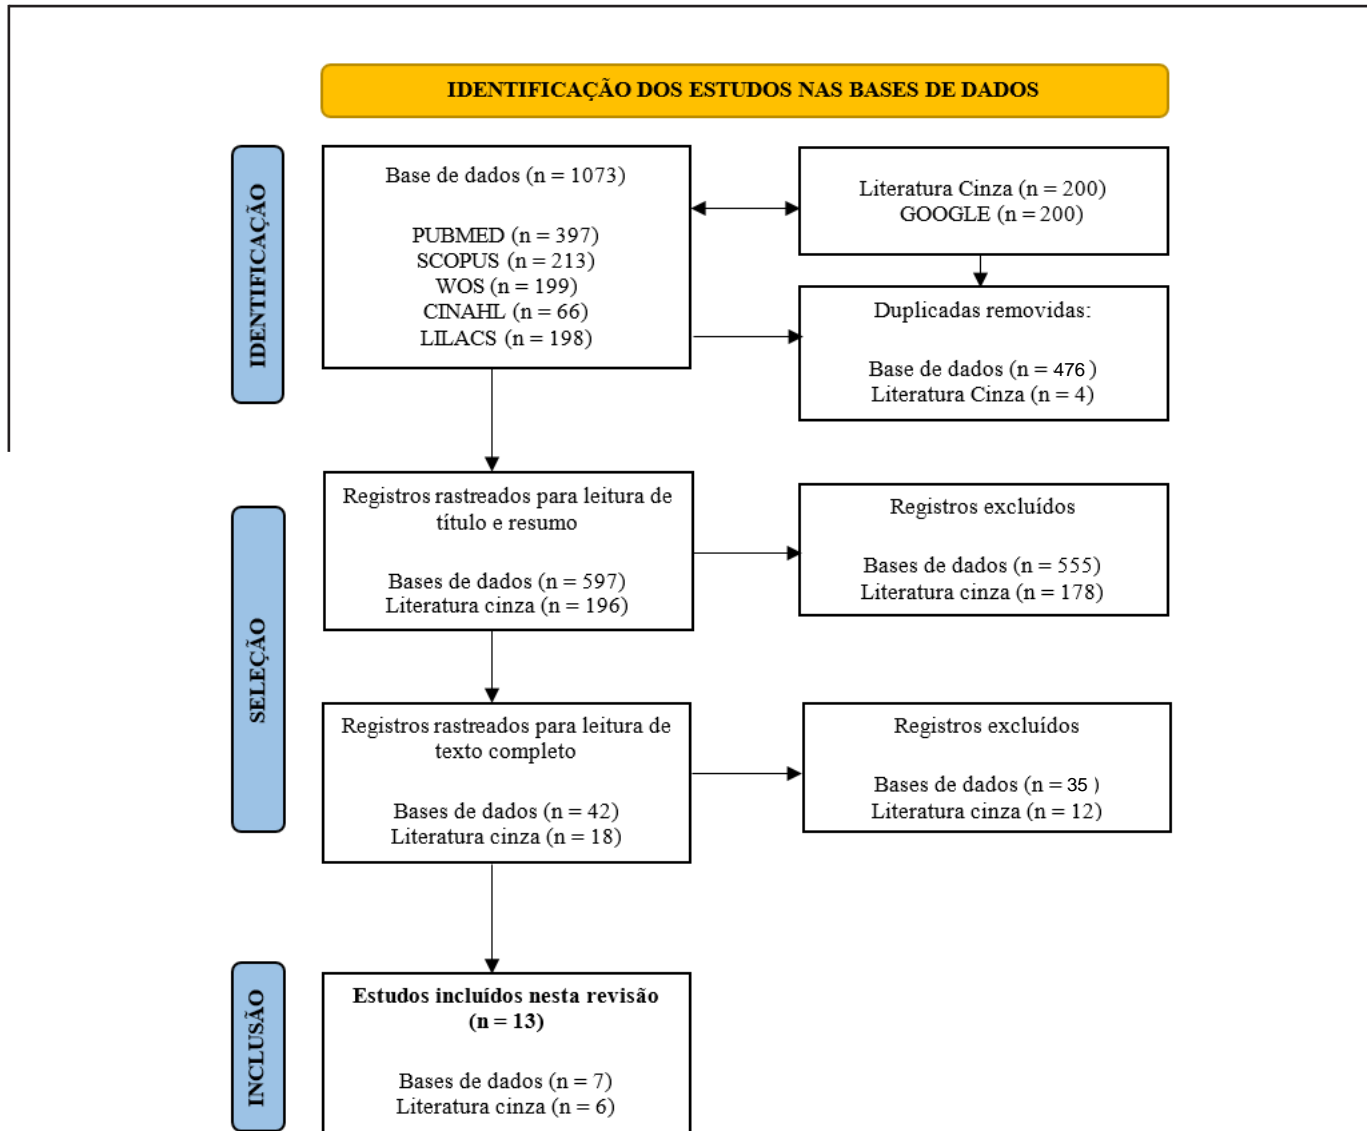 IDENTIFICAÇÃO DOS ESTUDOS NAS BASES DE DADOS
IDENTIFICAÇÃO
Base de dados (n = 1073)
PUBMED (n = 397)
SCOPUS (n = 213)
WOS (n = 199)
CINAHL (n = 66)
LILACS (n = 198)
Literatura Cinza (n = 200)
GOOGLE (n = 200)
Duplicadas removidas:
Base de dados (n = 476 )
Literatura Cinza (n = 4)
SELEÇÃO
Registros rastreados para leitura de
título e resumo
Bases de dados (n = 597)
Literatura cinza (n = 196)
Registros excluídos
Bases de dados (n = 555)
Literatura cinza (n = 178)
Registros rastreados para leitura de
texto completo
Bases de dados (n = 42)
Literatura cinza (n = 18)
Registros excluídos
Bases de dados (n = 35 )
Literatura cinza (n = 12)
INCLUSÃO
Estudos incluídos nesta revisão
(n = 13)
Bases de dados (n = 7)
Literatura cinza (n = 6)